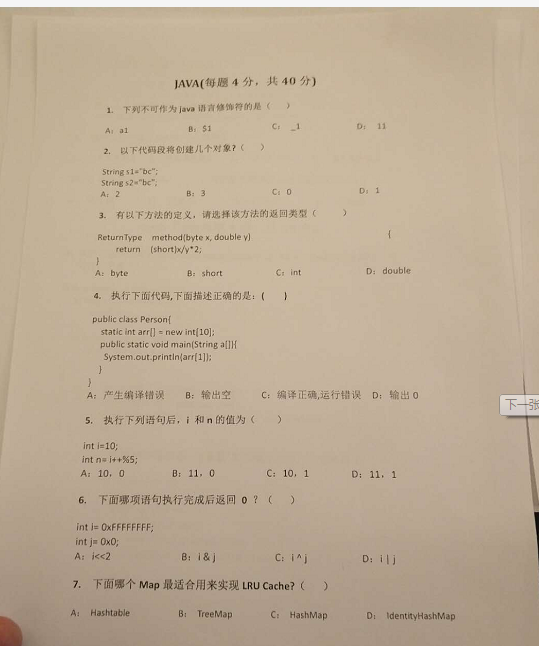 JAVA(每题 4 分，共 40 分)
1. 下列不可作为 java 语言修饰符的是（ ）
A：a1 B：$1 C：_1 D：11
2. 以下代码段将创建几个对象?（ ）
String s1="bc";
String s2="bc";
A：2 B：3 C：0 D：1
3. 有以下方法的定义，请选择该方法的返回类型（ ）
ReturnType method(byte x, double y) {
return (short)x/y*2;
}
A：byte B：short C：int D：double
4. 执行下面代码,下面描述正确的是：( )
public class Person{
static int arr[] = new int[10];
public static void main(String a[]){
System.out.println(arr[1]);
}
}
A：产生编译错误 B：输出空 C：编译正确,运行错误 D：输出 0
5. 执行下列语句后，i 和 n 的值为（ ）
int i=10;
int n= i++%5;
A：10，0 B：11，0 C：10，1 D：11，1
6. 下面哪项语句执行完成后返回 0 ？（ ）
int i= 0xFFFFFFFF;
int j= 0x0;
A：i<<2 B：i & j C：i ^ j D：i | j
7. 下面哪个 Map 最适合用来实现 LRU Cache?（ ）
A： Hashtable B： TreeMap C： HashMap D： IdentityHashMap
下一张